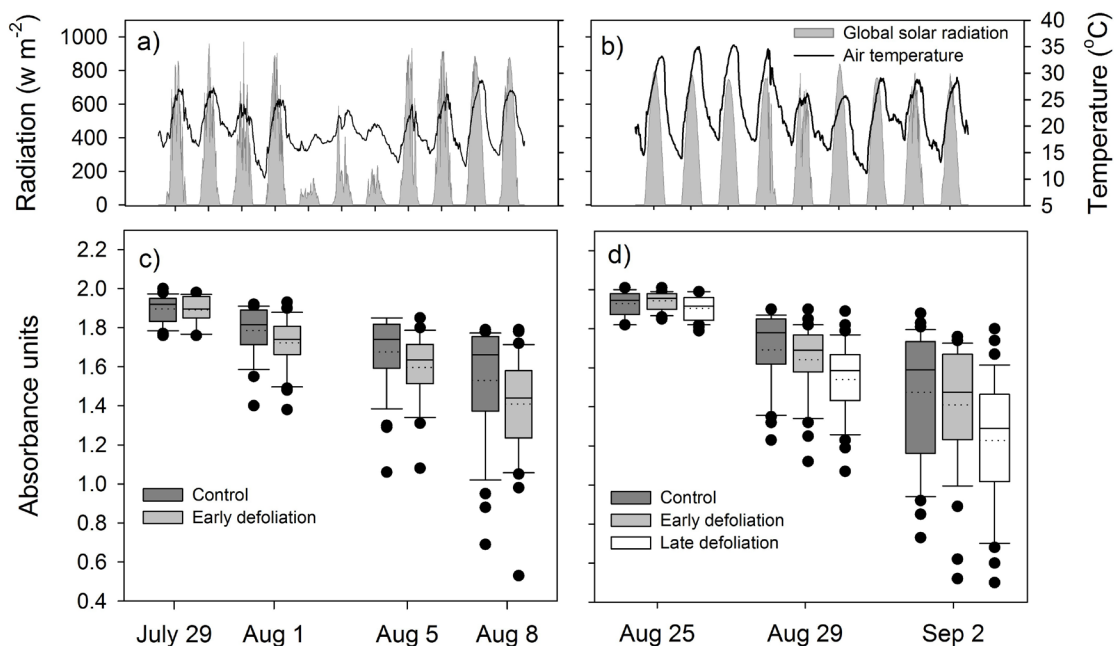 a)
Radiation (w m-2)
1000
800
600
400
200
0
b)
Global solar radiation
Air temperature
40
35
30
25
20
15
10
5
Temperature (⁰C)
c)
Absorbance units
2.2
2.0
1.8
1.6
1.4
1.2
1.0
0.8
0.6
0.4
Control
Early defoliation
July 29 Aug 1 Aug 5 Aug 8
d)
Control
Early defoliation
Late defoliation
Aug 25 Aug 29 Sep 2